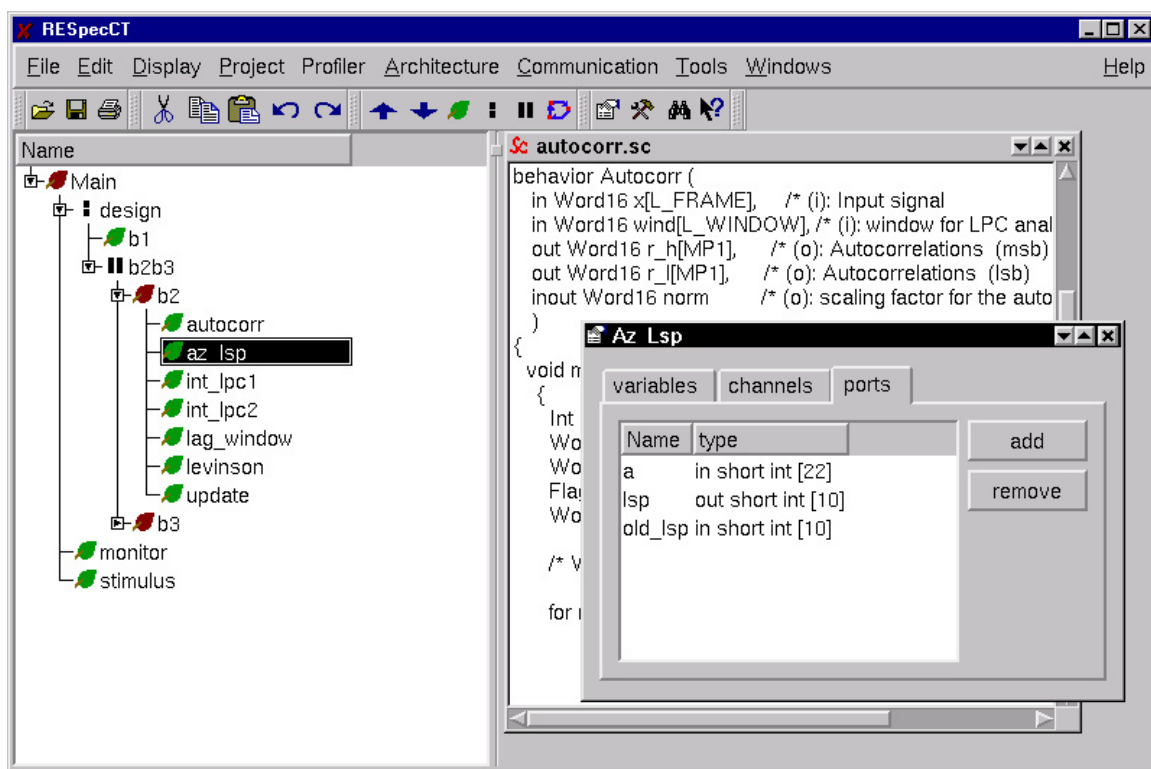 RESpecCT
File Edit Display Project Profiler Architecture Communication Tools Windows Help
Name
Main
design
b1
b2b3
b2
autocorr
az_lsp
int_lpc1
int_lpc2
lag_window
levinson
update
b3
monitor
stimulus
Sc autocorr.sc
behavior Autocorr (
in Word16 x[L_FRAME], /* (i): Input signal
in Word16 wind[L_WINDOW], /* (i): window for LPC anal
out Word16 r_h[MP1], /* (o): Autocorrelations (msb)
out Word16 r_l[MP1], /* (o): Autocorrelations (lsb)
inout Word16 norm /* (o): scaling factor for the auto
)
{
void m
{
Int
Wo
Wo
Fla
Wo
/* V
for
Az_Lsp
variables channels ports
Name type
a in short int [22]
lsp out short int [10]
old_lsp in short int [10]
add
remove